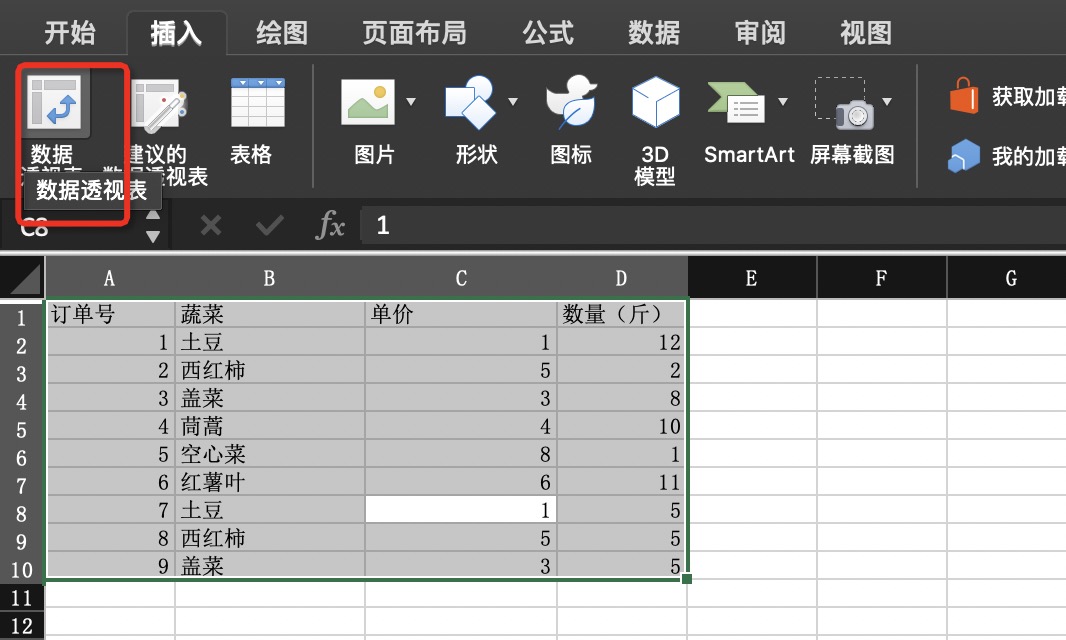 开始 插入 绘图 页面布局 公式 数据 审阅 视图
数据 建议的 表格 图片 形状 图标 3D SmartArt 屏幕截图 获取加载
透视表 数据透视表 模型 我的加载
数据透视表
C8 fx 1
A B C D E F G
1 订单号 蔬菜 单价 数量（斤）
2 1 土豆 1 12
3 2 西红柿 5 2
4 3 盖菜 3 8
5 4 茼蒿 4 10
6 5 空心菜 8 1
7 6 红薯叶 6 11
8 7 土豆 1 5
9 8 西红柿 5 5
10 9 盖菜 3 5
11
12